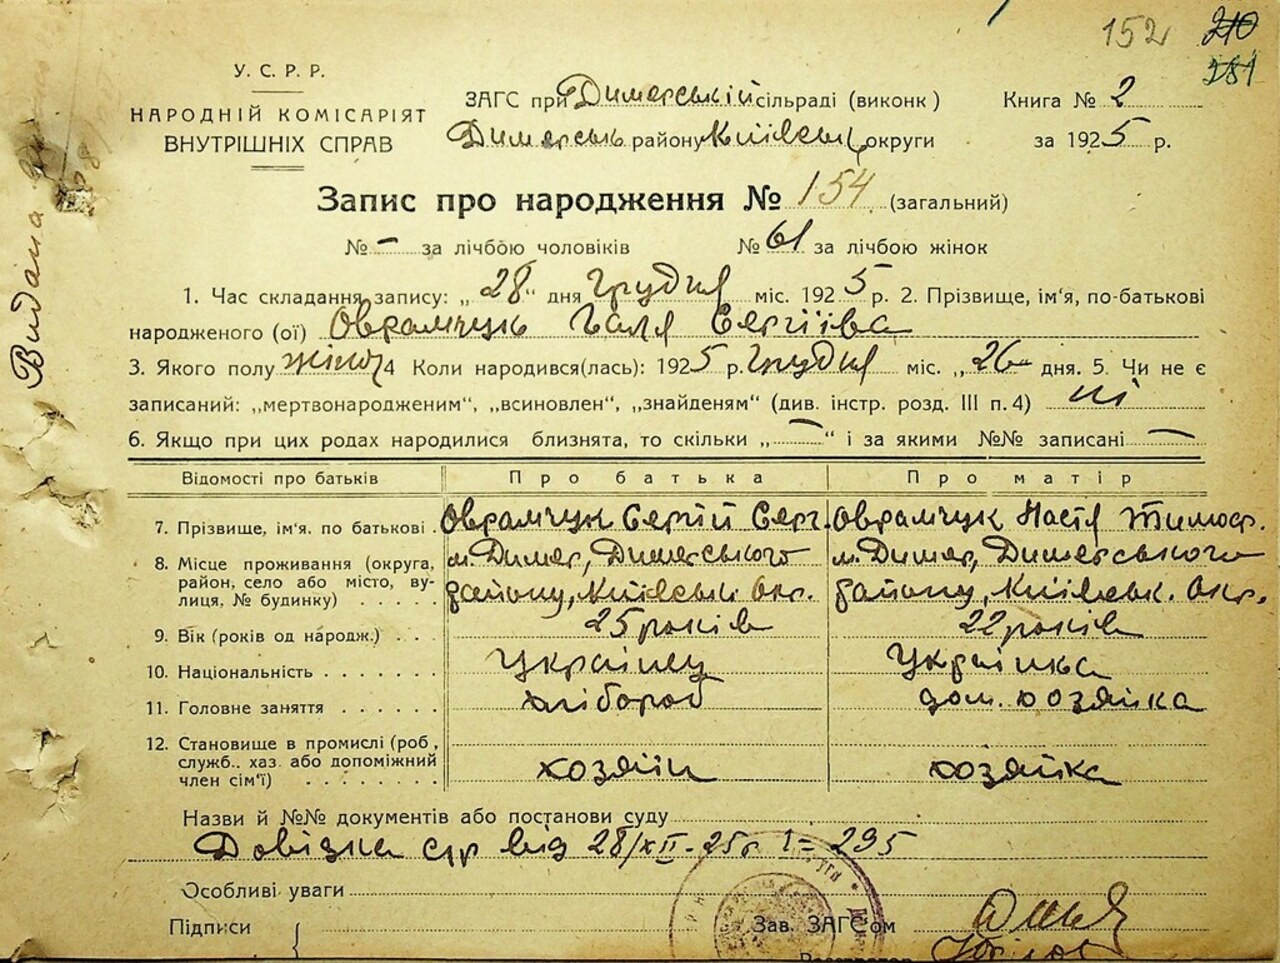 152 210
251
У. С. Р. Р.
НАРОДНІЙ КОМІСАРІЯТ
ВНУТРІШНІХ СПРАВ
ЗАГС при Димерській сільраді (виконк)
Димерськ району Київськ округи
Книга № 2
за 1925 р.
Запис про народження № 154 (загальний)
№ — за лічбою чоловіків № 61 за лічбою жінок
1. Час складання запису: „28“ дня Грудня міс. 1925 р. 2. Прізвище, ім'я, по-батькові
народженого (ої) Оврамчук Галя Сергіїва
3. Якого полу жіноч 4 Коли народився(лась): 1925 р. Грудня міс. „26 дня. 5. Чи не є
записаний: „мертвонародженим“, „всиновлен“, „знайденям“ (див. інстр. розд. III п. 4) ні
6. Якщо при цих родах народилися близнята, то скільки „—“ і за якими №№ записані —
Відомості про батьків Про батька Про матір
7. Прізвище, ім'я. по батькові. Оврамчук Сергій Серг. Оврамчук Настя Тимоф.
8. Місце проживання (округа, м. Димер, Димерського м. Димер, Димерського
район, село або місто, ву-
лиця, № будинку) . . . . . району, Київськ Окр. району, Київськ. Окр.
9. Вік (років од народж.) . . . 25 років 22 років
10. Національність . . . . . . . Українец Українка
11. Головне заняття . . . . . . хлібороб дом. хозяйка
12. Становище в промислі (роб,
служб.. хаз. або допоміжний
член сім'ї) . . . . . . . . хозяїн хозяйка
Назви й №№ документів або постанови суду
Довідка с/р від 28/XII-25р 295
Особливі уваги
Підписи
Зав. ЗАГС'ом
Видана